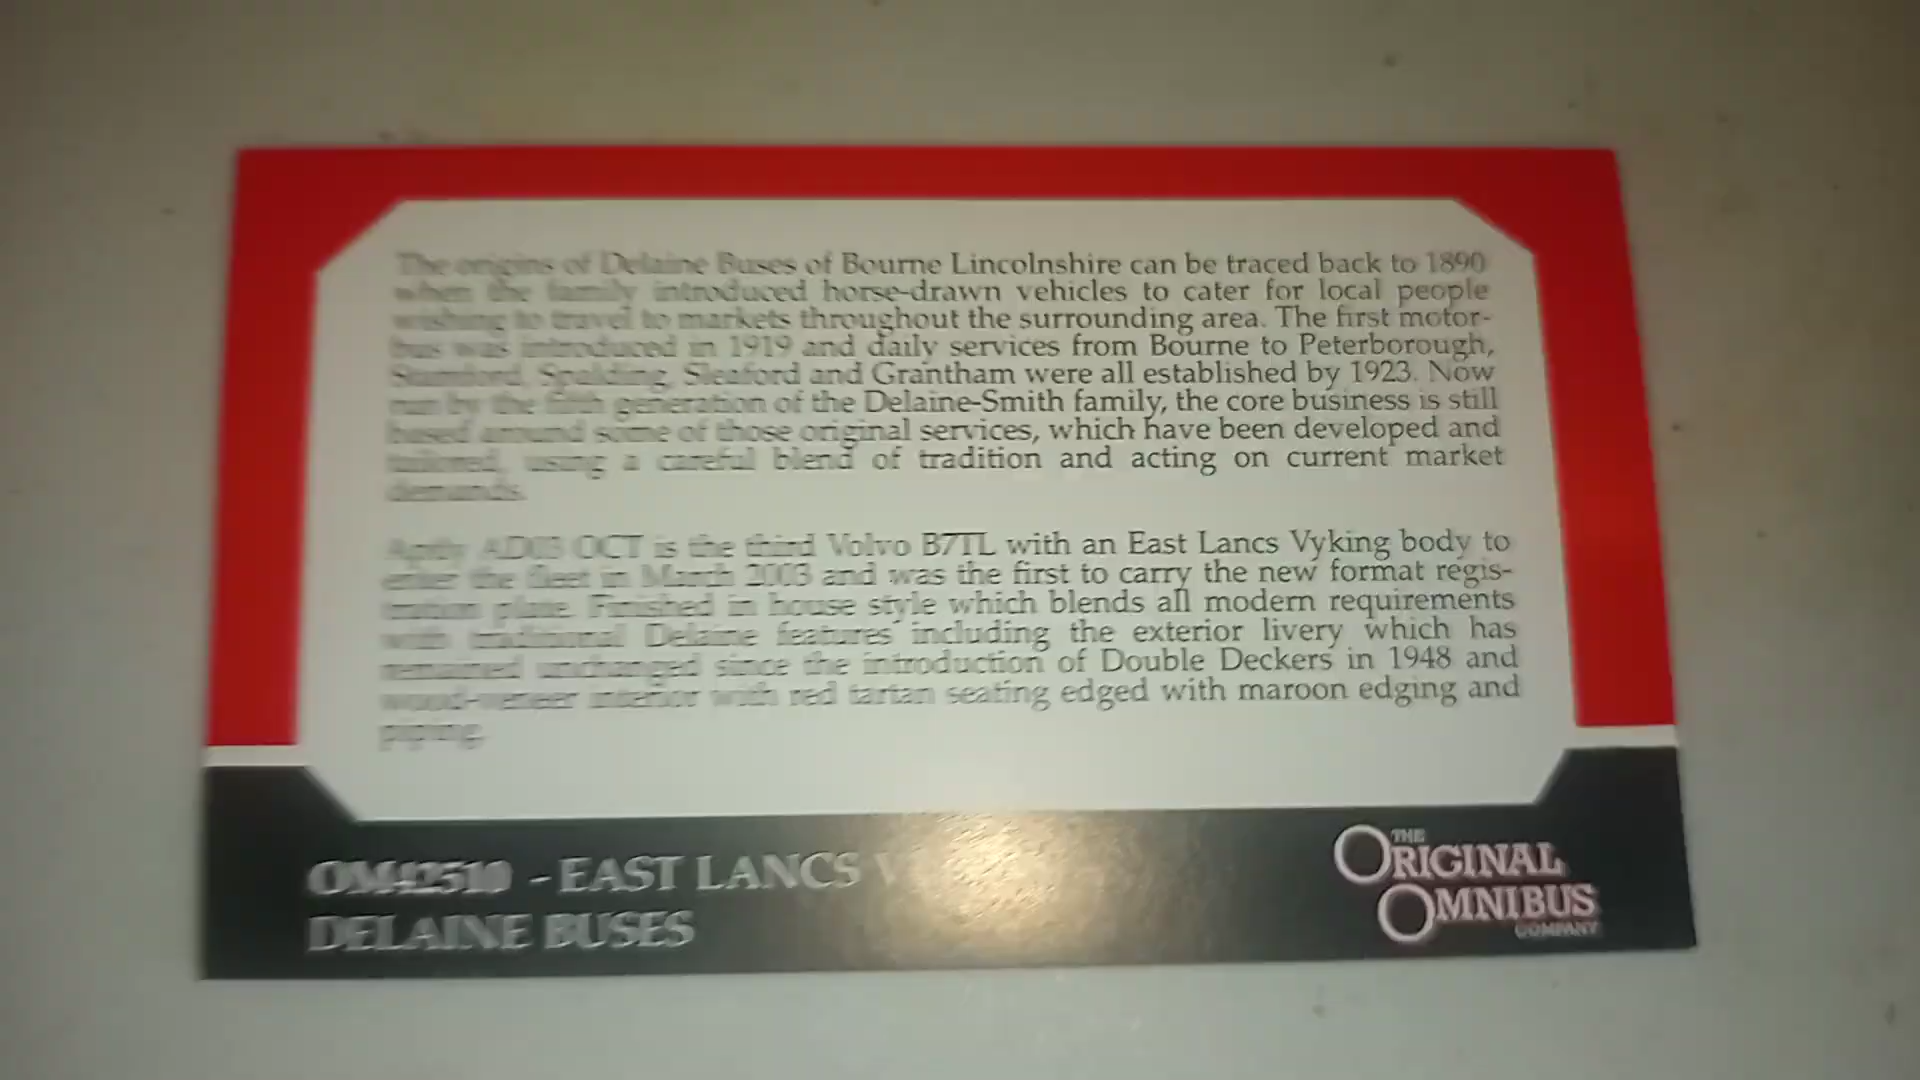 The origins of Delaine Buses of Bourne Lincolnshire can be traced back to 1890
when the family introduced horse-drawn vehicles to cater for local people
wishing to travel to markets throughout the surrounding area. The first motor-
bus was introduced in 1919 and daily services from Bourne to Peterborough,
Stamford, Spalding, Sleaford and Grantham were all established by 1923. Now
run by the fifth generation of the Delaine-Smith family, the core business is still
based around some of those original services, which have been developed and
tailored, using a careful blend of tradition and acting on current market
demands.
Aptly AD03 OCT is the third Volvo B7TL with an East Lancs Vyking body to
enter the fleet in March 2003 and was the first to carry the new format regis-
tration plate. Finished in house style which blends all modern requirements
with traditional Delaine features including the exterior livery which has
remained unchanged since the introduction of Double Deckers in 1948 and
wood-veneer interior with red tartan seating edged with maroon edging and
piping.
OM42510 - EAST LANCS
DELAINE BUSES
THE ORIGINAL
OMNIBUS
COMPANY